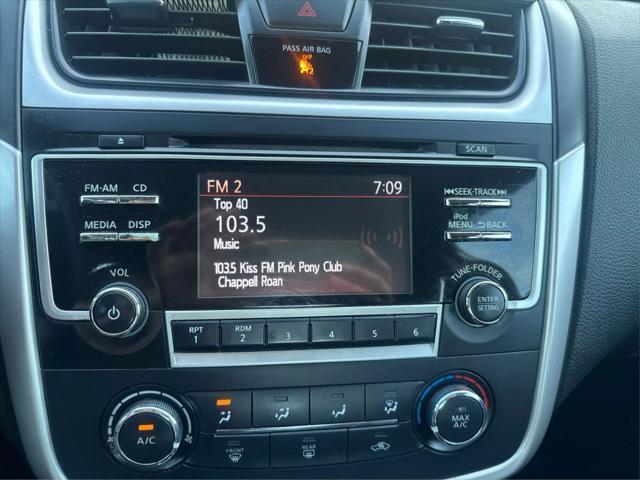 PASS AIR BAG
OFF
2
SCAN
FM-AM CD
MEDIA DISP
VOL
FM 2 7:09
Top 40
103.5
Music
103.5 Kiss FM Pink Pony Club
Chappell Roan
SEEK·TRACK
iPod
MENU BACK
TUNE·FOLDER
ENTER
SETTING
RPT
1
RDM
2
3
4
5
6
A/C
FRONT
REAR
MAX
A/C